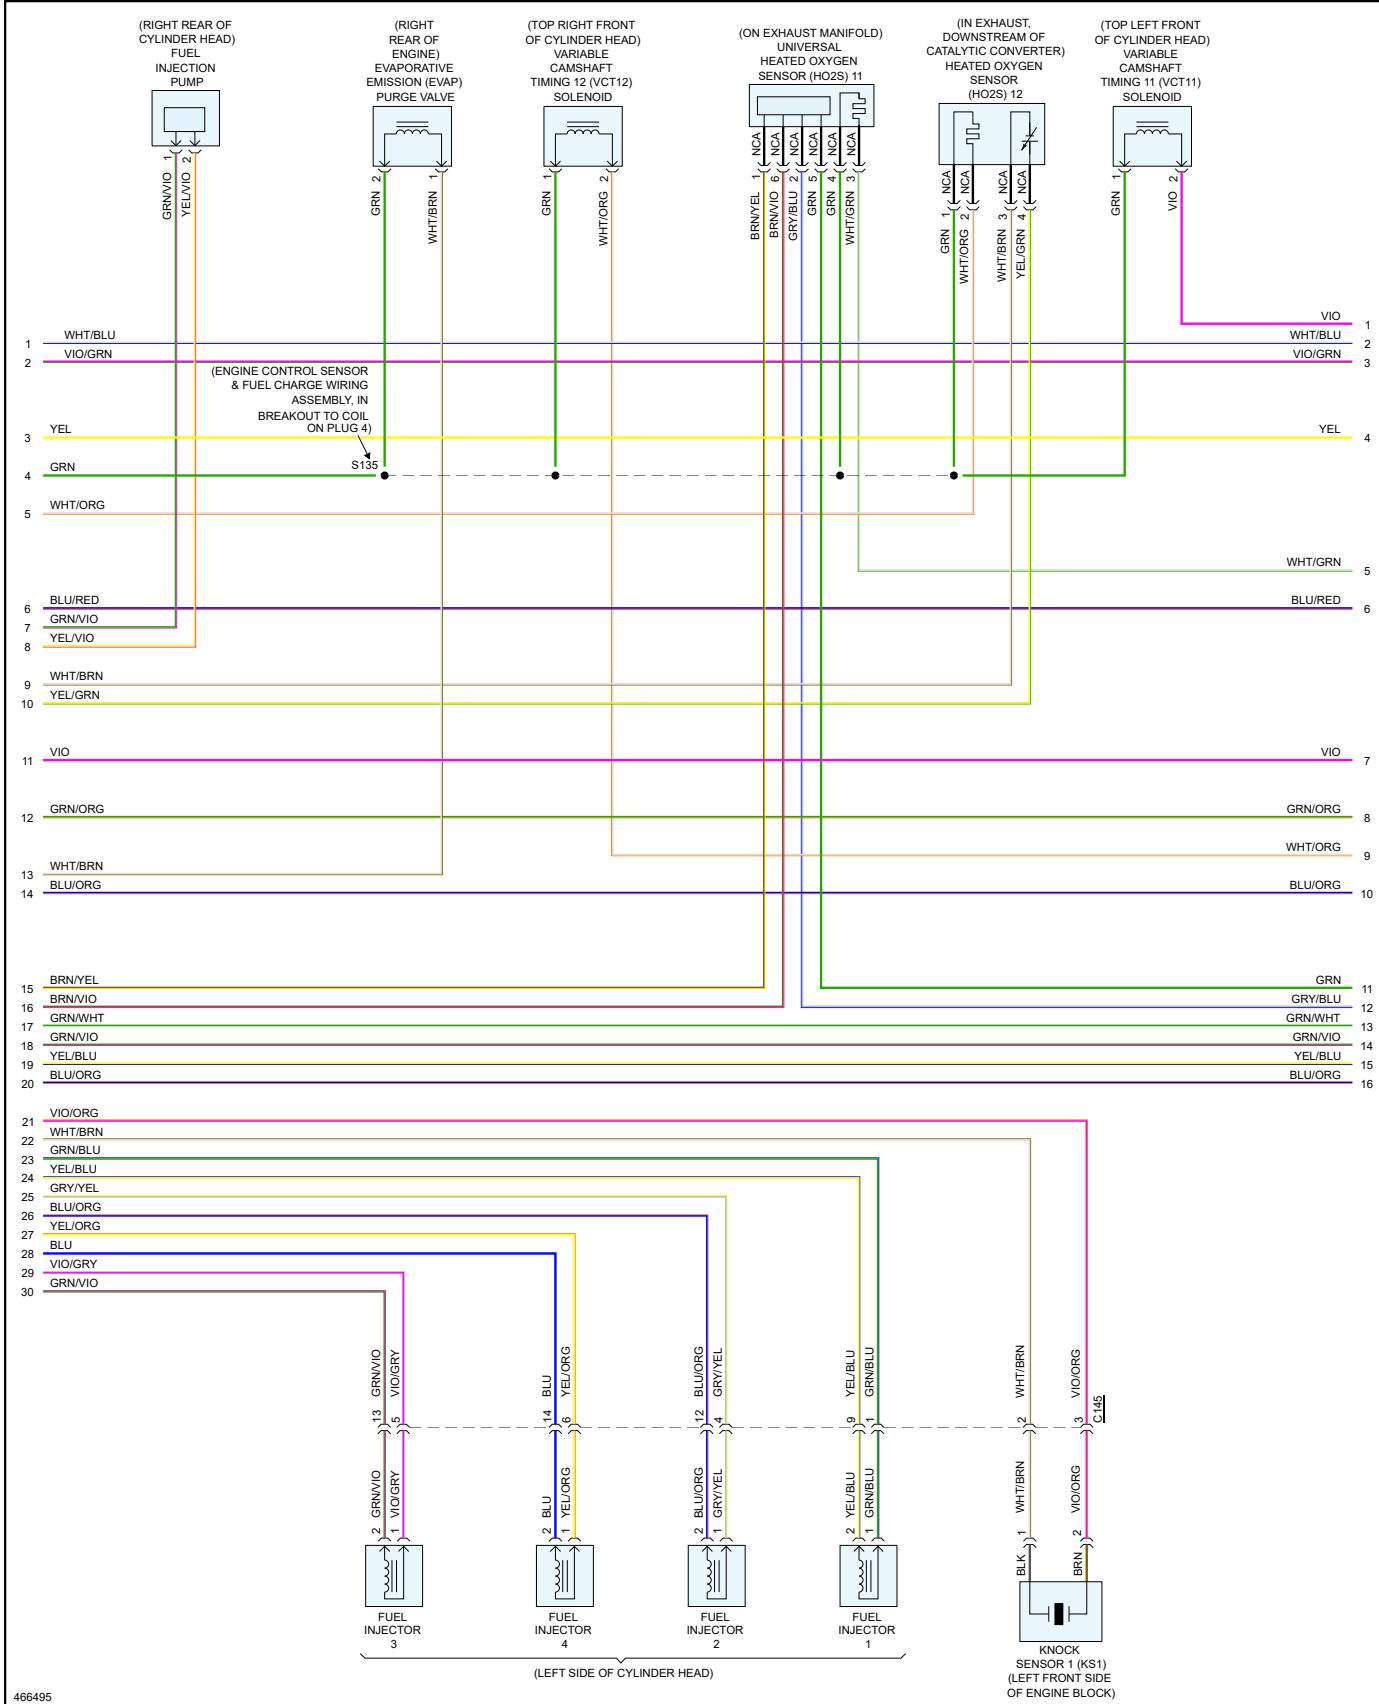 (RIGHT REAR OF
CYLINDER HEAD)
FUEL
INJECTION
PUMP
(RIGHT
REAR OF
ENGINE)
EVAPORATIVE
EMISSION (EVAP)
PURGE VALVE
(TOP RIGHT FRONT
OF CYLINDER HEAD)
VARIABLE
CAMSHAFT
TIMING 12 (VCT12)
SOLENOID
(ON EXHAUST MANIFOLD)
UNIVERSAL
HEATED OXYGEN
SENSOR (HO2S) 11
(IN EXHAUST,
DOWNSTREAM OF
CATALYTIC CONVERTER)
HEATED OXYGEN
SENSOR
(HO2S) 12
(TOP LEFT FRONT
OF CYLINDER HEAD)
VARIABLE
CAMSHAFT
TIMING 11 (VCT11)
SOLENOID
GRN/VIO 1
YEL/VIO 2
GRN 2
WHT/BRN 1
GRN 1
WHT/ORG 2
BRN/YEL 1 NCA
BRN/VIO 6 NCA
GRY/BLU 2 NCA
GRN 5 NCA
GRN 4 NCA
WHT/GRN 3 NCA
GRN 1 NCA
WHT/ORG 2 NCA
WHT/BRN 3 NCA
YEL/GRN 4 NCA
GRN 1
VIO 2
VIO 1
1 WHT/BLU WHT/BLU 2
2 VIO/GRN VIO/GRN 3
(ENGINE CONTROL SENSOR
& FUEL CHARGE WIRING
ASSEMBLY, IN
BREAKOUT TO COIL
ON PLUG 4)
3 YEL YEL 4
S135
4 GRN
5 WHT/ORG
WHT/GRN 5
6 BLU/RED BLU/RED 6
7 GRN/VIO
8 YEL/VIO
9 WHT/BRN
10 YEL/GRN
11 VIO VIO 7
12 GRN/ORG GRN/ORG 8
WHT/ORG 9
13 WHT/BRN
14 BLU/ORG BLU/ORG 10
15 BRN/YEL GRN 11
16 BRN/VIO GRY/BLU 12
17 GRN/WHT GRN/WHT 13
18 GRN/VIO GRN/VIO 14
19 YEL/BLU YEL/BLU 15
20 BLU/ORG BLU/ORG 16
21 VIO/ORG
22 WHT/BRN
23 GRN/BLU
24 YEL/BLU
25 GRY/YEL
26 BLU/ORG
27 YEL/ORG
28 BLU
29 VIO/GRY
30 GRN/VIO
13 GRN/VIO
5 VIO/GRY
14 BLU
6 YEL/ORG
12 BLU/ORG
4 GRY/YEL
9 YEL/BLU
1 GRN/BLU
2 WHT/BRN
3 VIO/ORG
C145
2 GRN/VIO
1 VIO/GRY
2 BLU
1 YEL/ORG
2 BLU/ORG
1 GRY/YEL
2 YEL/BLU
1 GRN/BLU
BLK 1 WHT/BRN
BRN 2 VIO/ORG
FUEL
INJECTOR
3
FUEL
INJECTOR
4
FUEL
INJECTOR
2
FUEL
INJECTOR
1
(LEFT SIDE OF CYLINDER HEAD)
KNOCK
SENSOR 1 (KS1)
(LEFT FRONT SIDE
OF ENGINE BLOCK)
466495